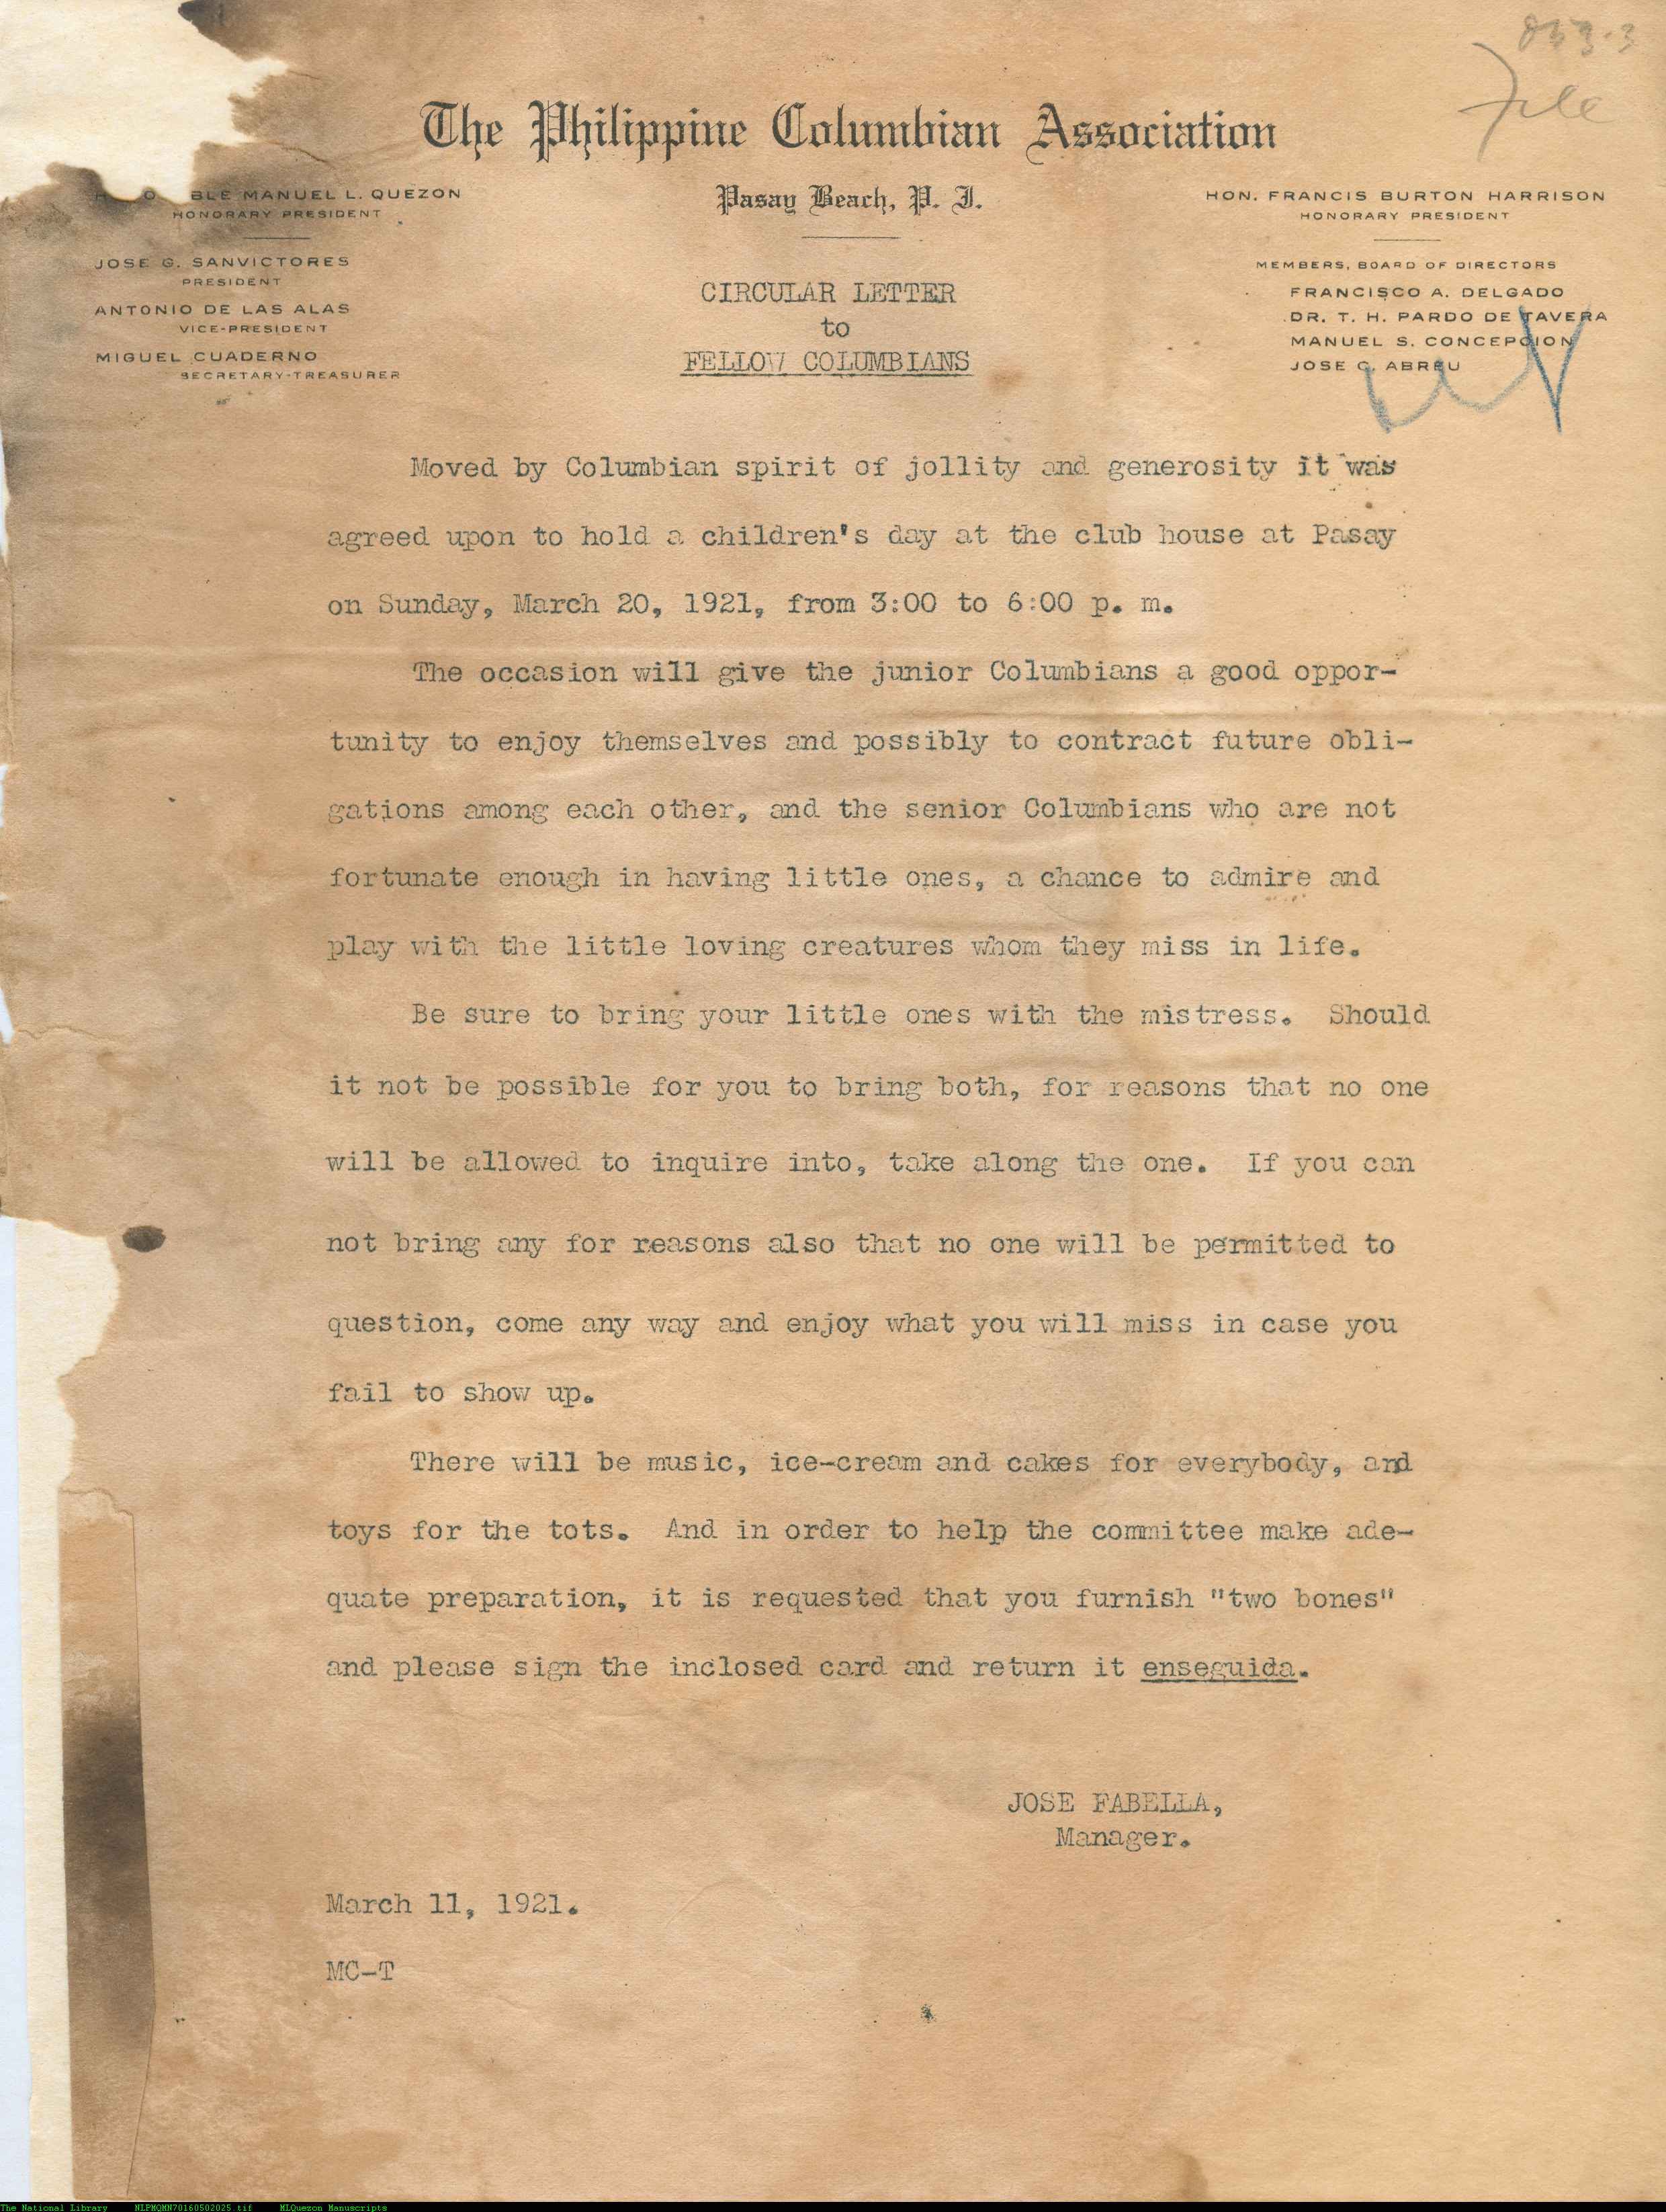 853-3
File
The Philippine Columbian Association
Pasay Beach, P. I.
MANUEL L. QUEZON
HONORARY PRESIDENT
JOSE G. SANVICTORES
PRESIDENT
ANTONIO DE LAS ALAS
VICE-PRESIDENT
MIGUEL CUADERNO
SECRETARY-TREASURER
HON. FRANCIS BURTON HARRISON
HONORARY PRESIDENT
MEMBERS, BOARD OF DIRECTORS
FRANCISCO A. DELGADO
DR. T. H. PARDO DE TAVERA
MANUEL S. CONCEPCION
JOSE C. ABREU
CIRCULAR LETTER
to
FELLOW COLUMBIANS
Moved by Columbian spirit of jollity and generosity it was
agreed upon to hold a children's day at the club house at Pasay
on Sunday, March 20, 1921, from 3:00 to 6:00 p. m.
The occasion will give the junior Columbians a good oppor-
tunity to enjoy themselves and possibly to contract future obli-
gations among each other, and the senior Columbians who are not
fortunate enough in having little ones, a chance to admire and
play with the little loving creatures whom they miss in life.
Be sure to bring your little ones with the mistress. Should
it not be possible for you to bring both, for reasons that no one
will be allowed to inquire into, take along the one. If you can
not bring any for reasons also that no one will be permitted to
question, come any way and enjoy what you will miss in case you
fail to show up.
There will be music, ice-cream and cakes for everybody, and
toys for the tots. And in order to help the committee make ade-
quate preparation, it is requested that you furnish "two bones"
and please sign the inclosed card and return it enseguida.
JOSE FABELLA,
Manager.
March 11, 1921.
MC-T
The National Library NLPMQMN70160502025.tif MLQuezon Manuscripts